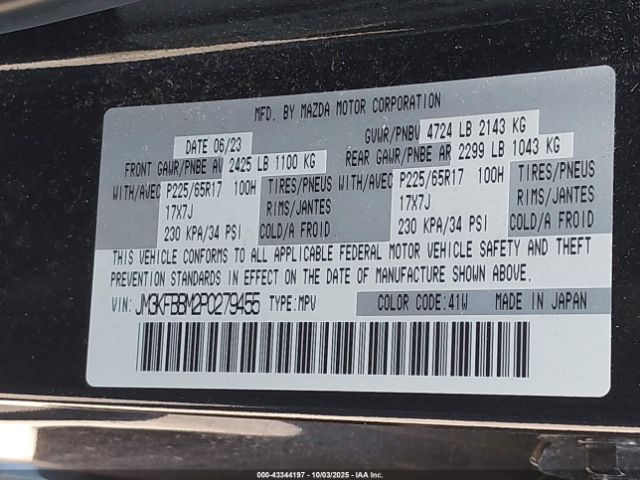 MFD. BY MAZDA MOTOR CORPORATION
DATE 06/23 GVWR/PNBV 4724 LB 2143 KG
FRONT GAWR/PNBE AV 2425 LB 1100 KG REAR GAWR/PNBE AR 2299 LB 1043 KG
WITH/AVEC P225/65R17 100H TIRES/PNEUS WITH/AVEC P225/65R17 100H TIRES/PNEUS
17X7J RIMS/JANTES 17X7J RIMS/JANTES
230 KPA/34 PSI COLD/A FROID 230 KPA/34 PSI COLD/A FROID
THIS VEHICLE CONFORMS TO ALL APPLICABLE FEDERAL MOTOR VEHICLE SAFETY AND THEFT
PREVENTION STANDARDS IN EFFECT ON THE DATE OF MANUFACTURE SHOWN ABOVE.
VIN: JM3KFBBM2P0279455 TYPE: MPV COLOR CODE: 41W MADE IN JAPAN
000-43344197 - 10/03/2025 - IAAI.com